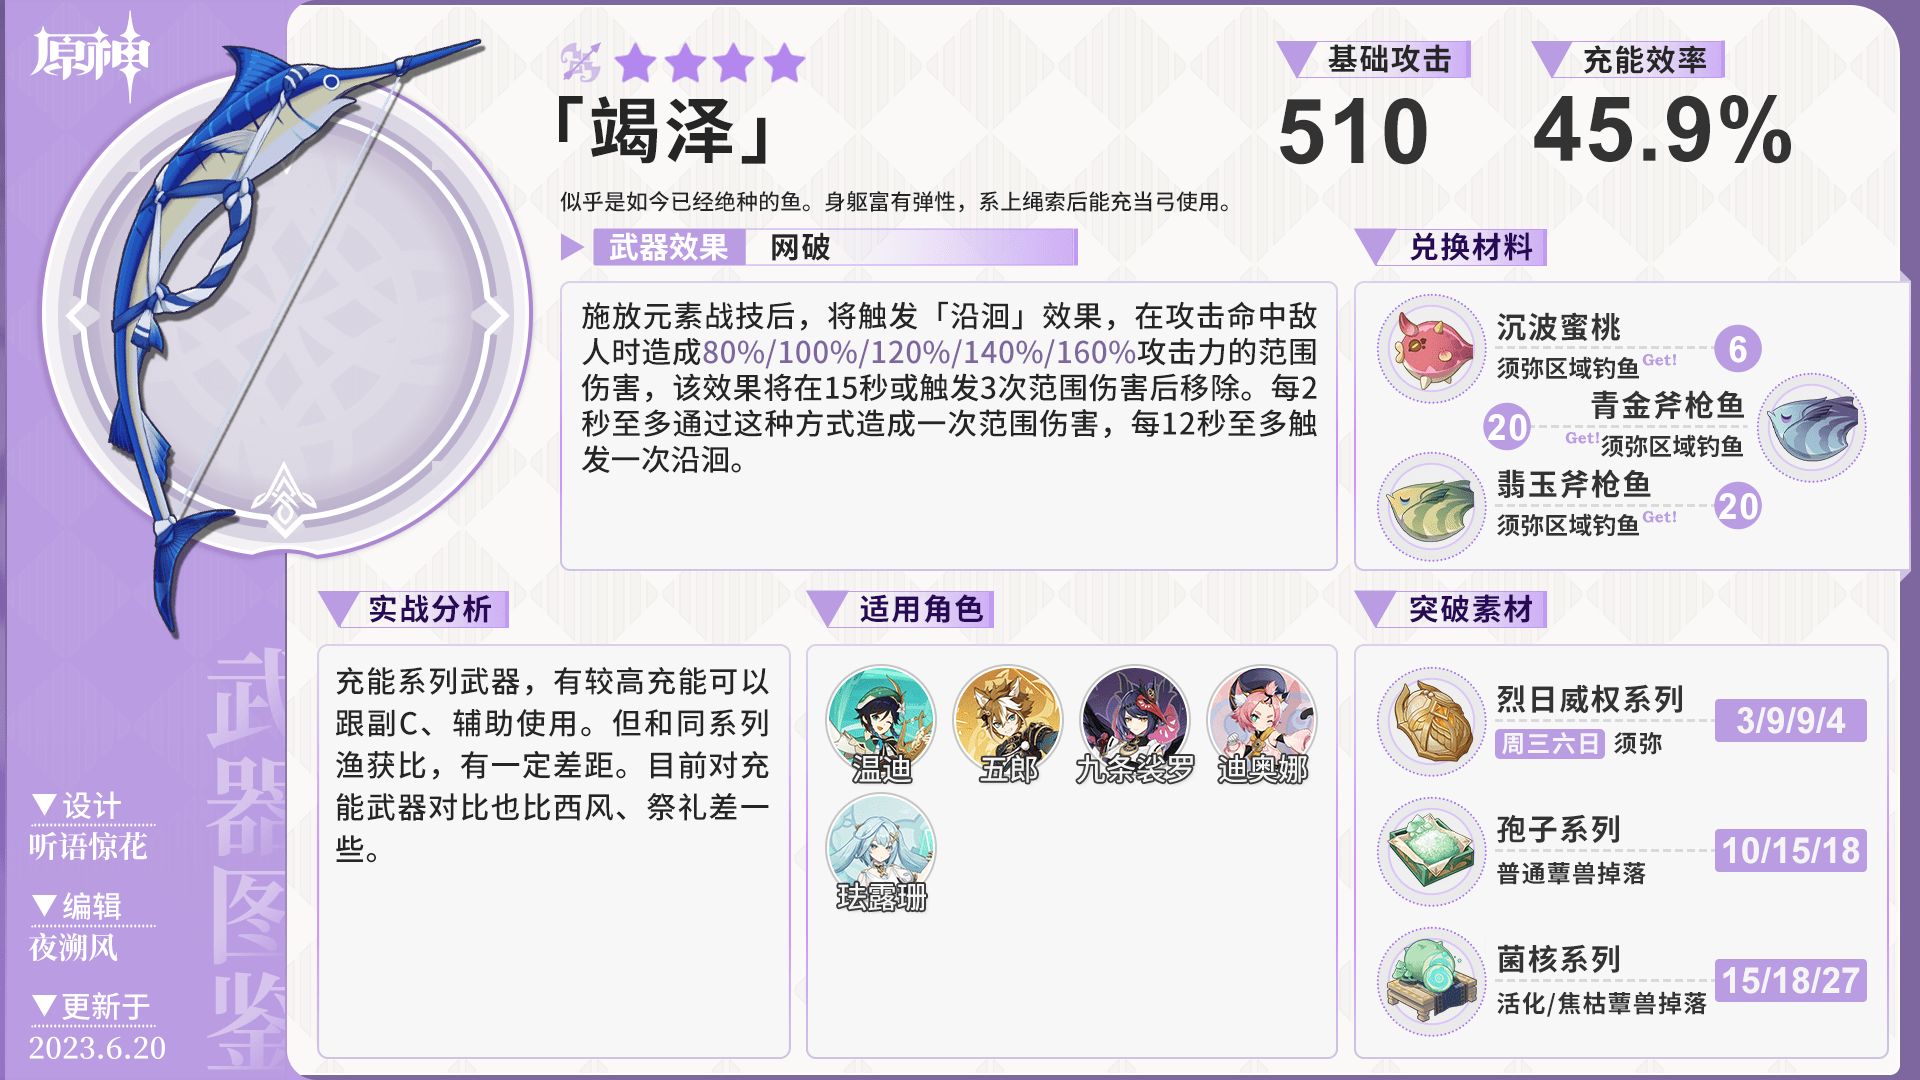 原神
「竭泽」
似乎是如今已经绝种的鱼。身躯富有弹性，系上绳索后能充当弓使用。
基础攻击
510
充能效率
45.9%
武器效果 网破
施放元素战技后，将触发「沿洄」效果，在攻击命中敌
人时造成80%/100%/120%/140%/160%攻击力的范围
伤害，该效果将在15秒或触发3次范围伤害后移除。每2
秒至多通过这种方式造成一次范围伤害，每12秒至多触
发一次沿洄。
兑换材料
沉波蜜桃
须弥区域钓鱼 Get!
6
青金斧枪鱼
20
Get! 须弥区域钓鱼
翡玉斧枪鱼
须弥区域钓鱼 Get!
20
实战分析
充能系列武器，有较高充能可以
跟副C、辅助使用。但和同系列
渔获比，有一定差距。目前对充
能武器对比也比西风、祭礼差一
些。
适用角色
温迪
五郎
九条裟罗
迪奥娜
珐露珊
突破素材
烈日威权系列
周三六日 须弥
3/9/9/4
孢子系列
普通蕈兽掉落
10/15/18
菌核系列
活化/焦枯蕈兽掉落
15/18/27
武器图鉴
▼设计
听语惊花
▼编辑
夜溯风
▼更新于
2023.6.20